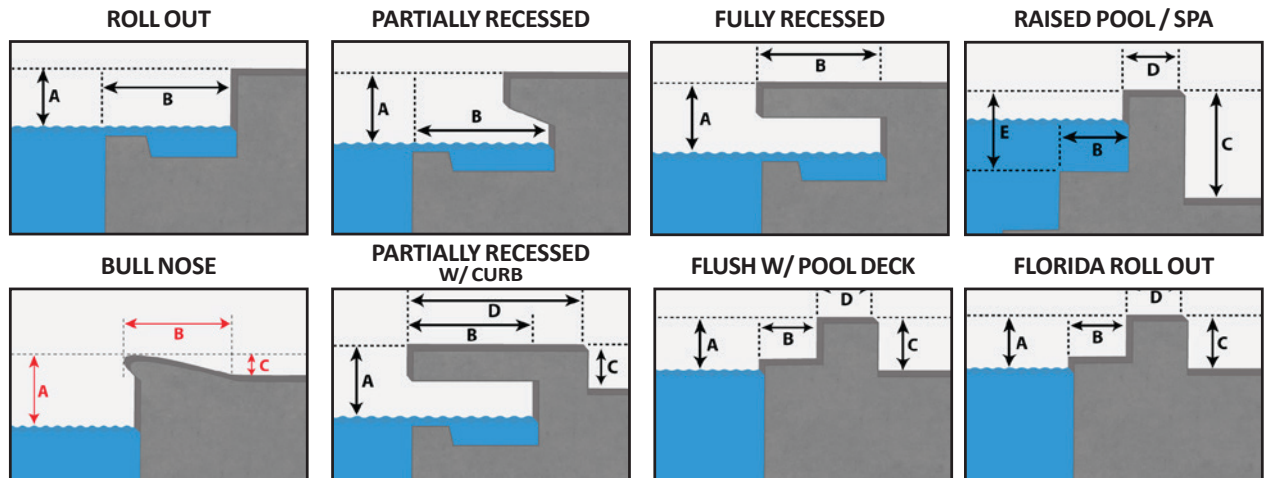 ROLL OUT
A
B
PARTIALLY RECESSED
A
B
FULLY RECESSED
B
A
RAISED POOL / SPA
D
E
B
C
BULL NOSE
B
C
A
PARTIALLY RECESSED
W/ CURB
D
B
A
C
FLUSH W/ POOL DECK
D
A
B
C
FLORIDA ROLL OUT
D
A
B
C